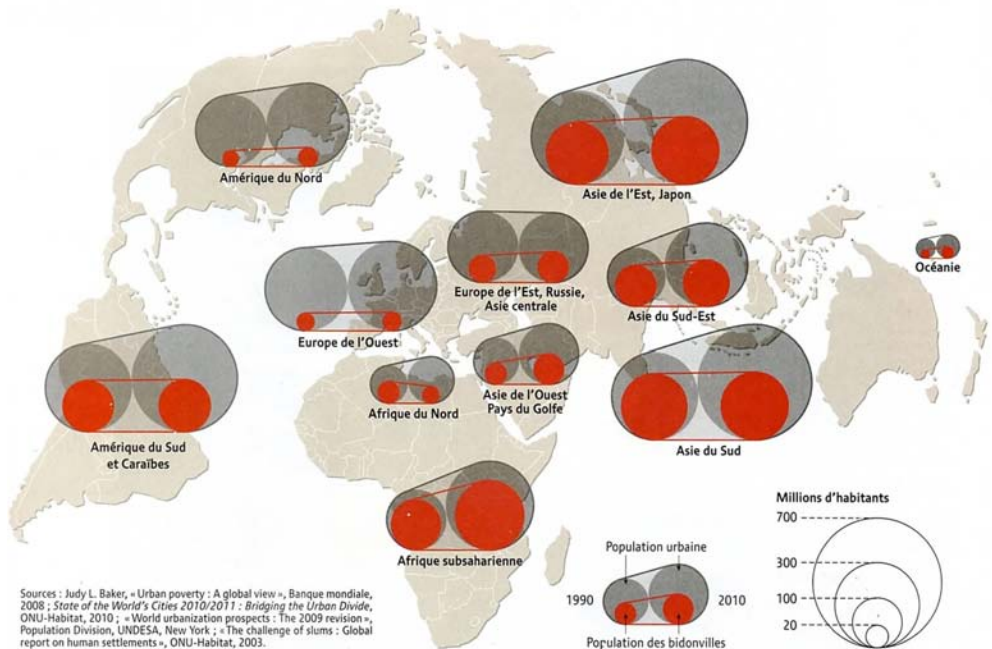 Amérique du Nord
Asie de l'Est, Japon
Océanie
Europe de l'Est, Russie,
Asie centrale
Asie du Sud-Est
Europe de l'Ouest
Afrique du Nord
Asie de l'Ouest
Pays du Golfe
Amérique du Sud
et Caraïbes
Asie du Sud
Afrique subsaharienne
Millions d'habitants
700
300
100
20
Population urbaine
1990
2010
Population des bidonvilles
Sources : Judy L. Baker, « Urban poverty : A global view », Banque mondiale,
2008 ; State of the World's Cities 2010/2011 : Bridging the Urban Divide,
ONU-Habitat, 2010 ; « World urbanization prospects : The 2009 revision »,
Population Division, UNDESA, New York ; « The challenge of slums : Global
report on human settlements », ONU-Habitat, 2003.